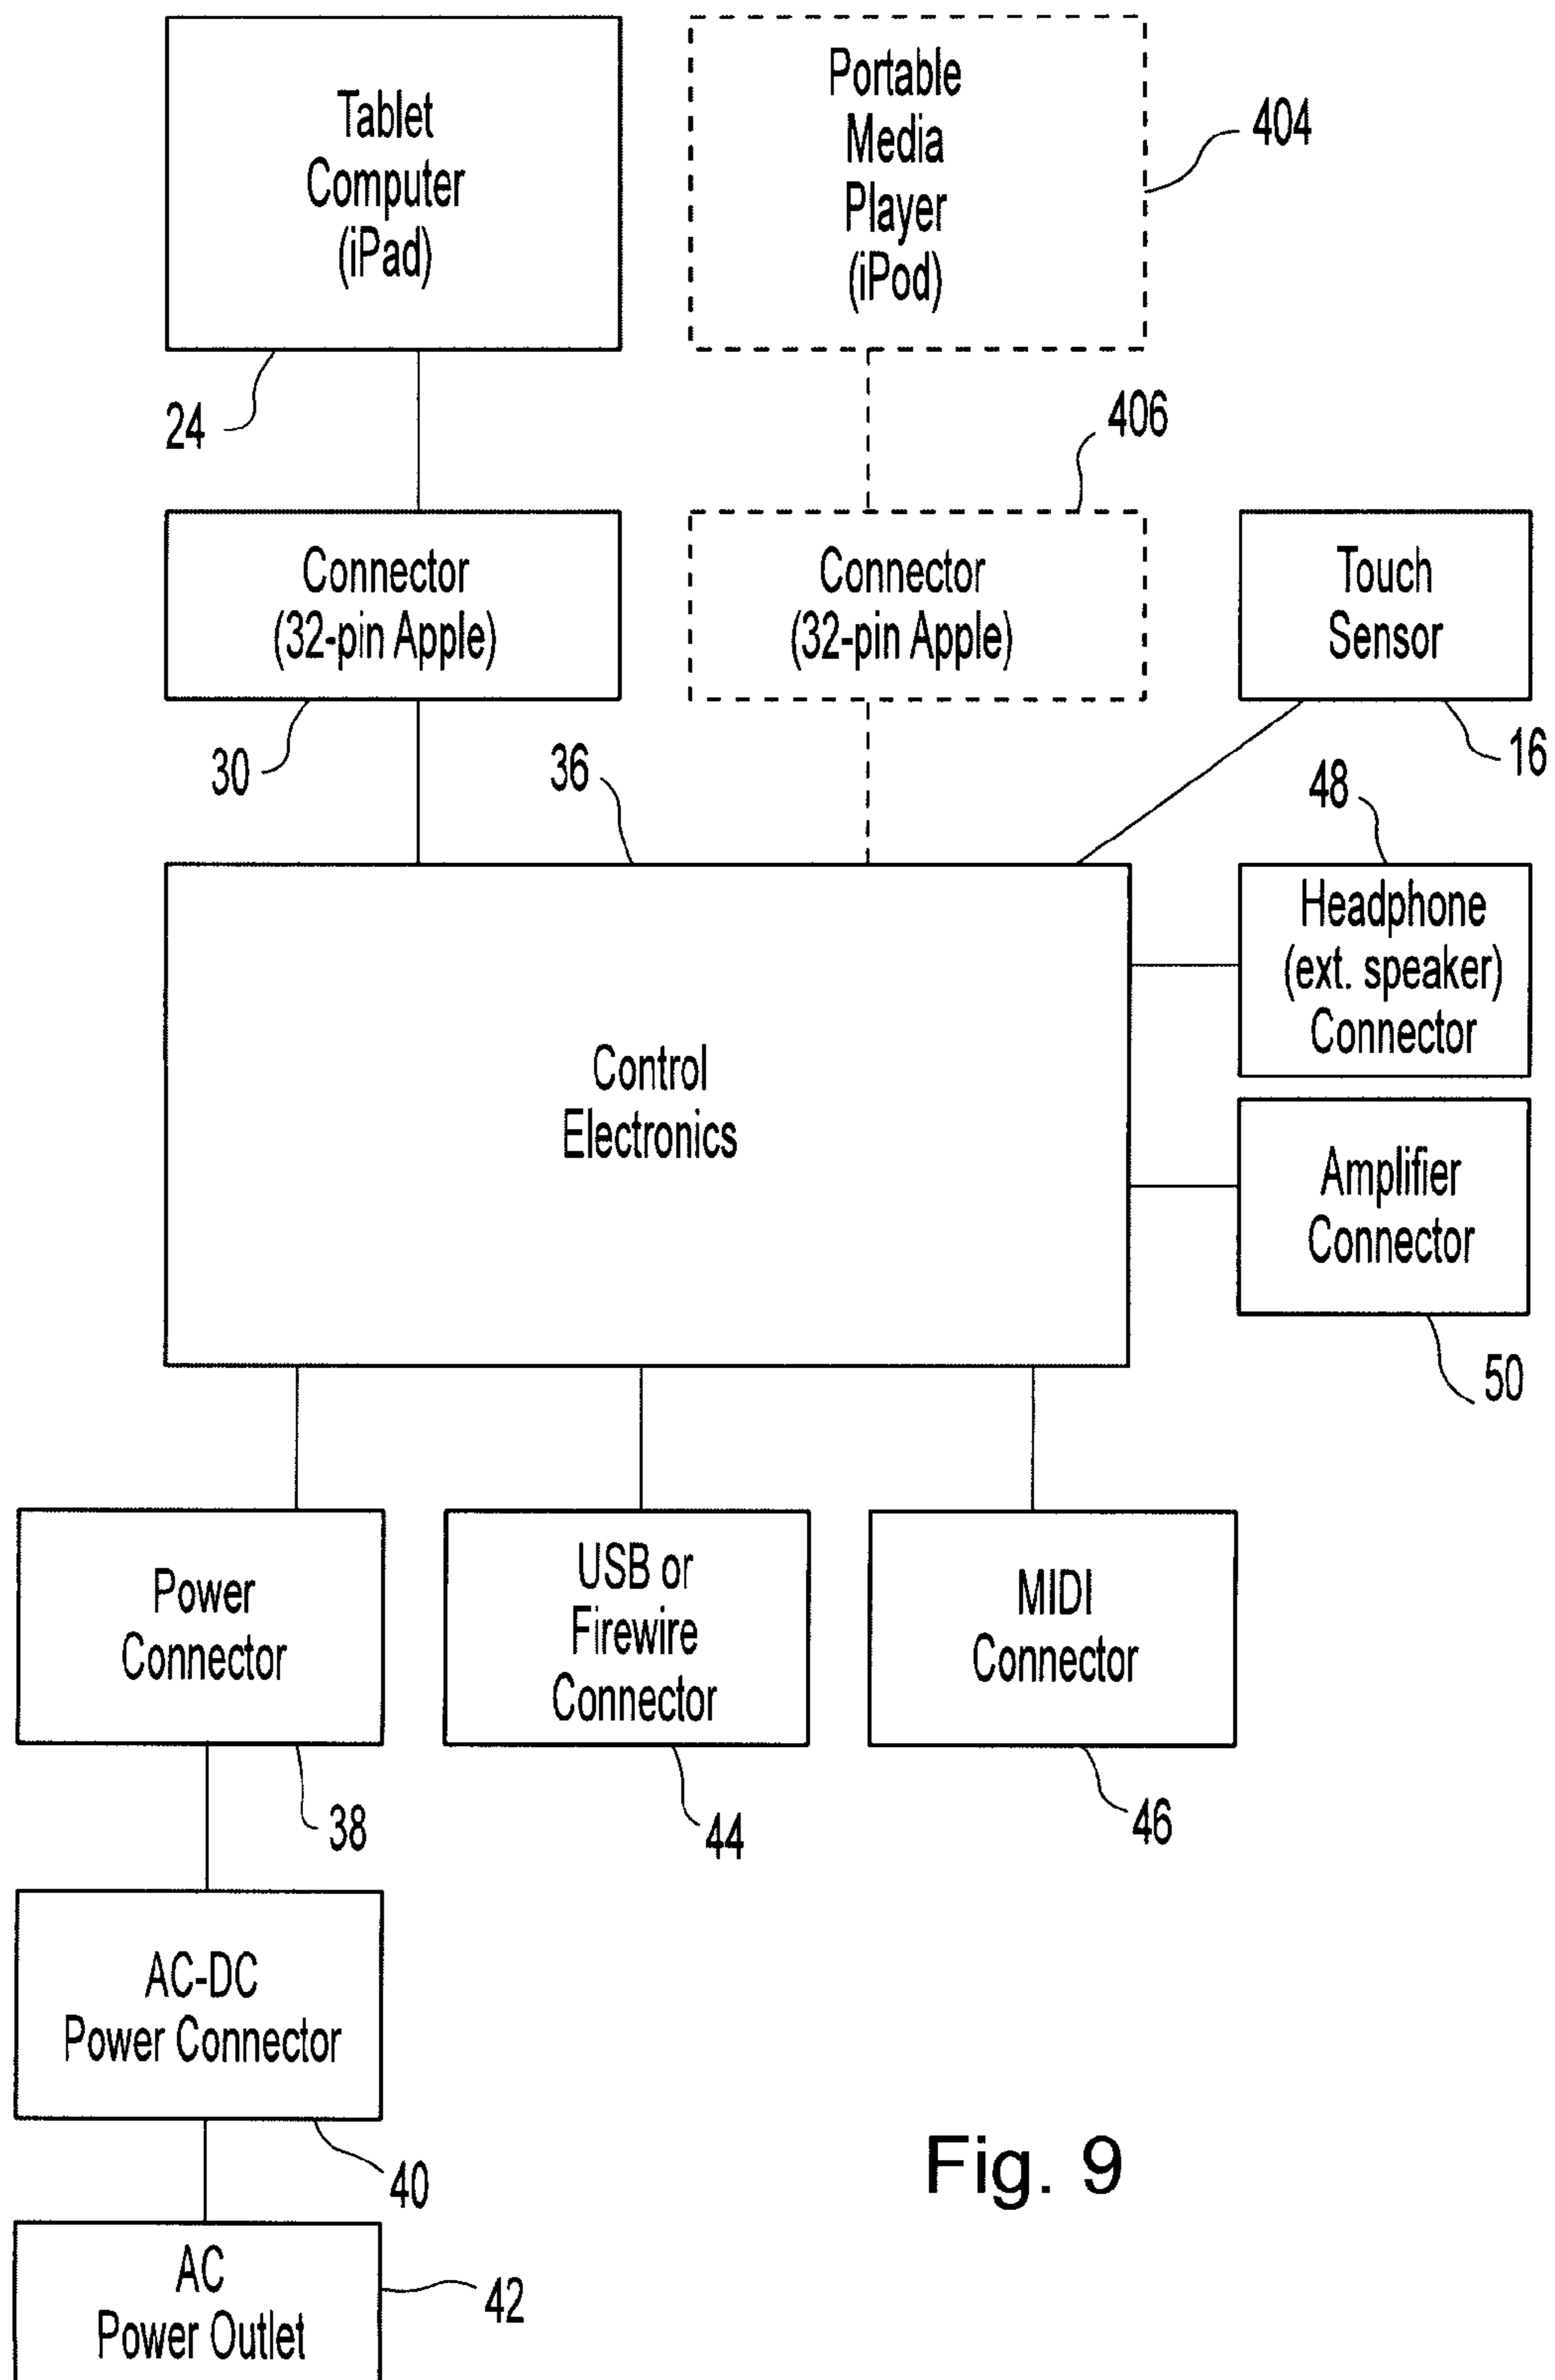 Tablet
Computer
(iPad)
24
Portable
Media
Player
(iPod)
404
Connector
(32-pin Apple)
30
406
Connector
(32-pin Apple)
Touch
Sensor
16
36
Control
Electronics
48
Headphone
(ext. speaker)
Connector
Amplifier
Connector
50
Power
Connector
38
USB or
Firewire
Connector
44
MIDI
Connector
46
AC-DC
Power Connector
40
AC
Power Outlet
42
Fig. 9